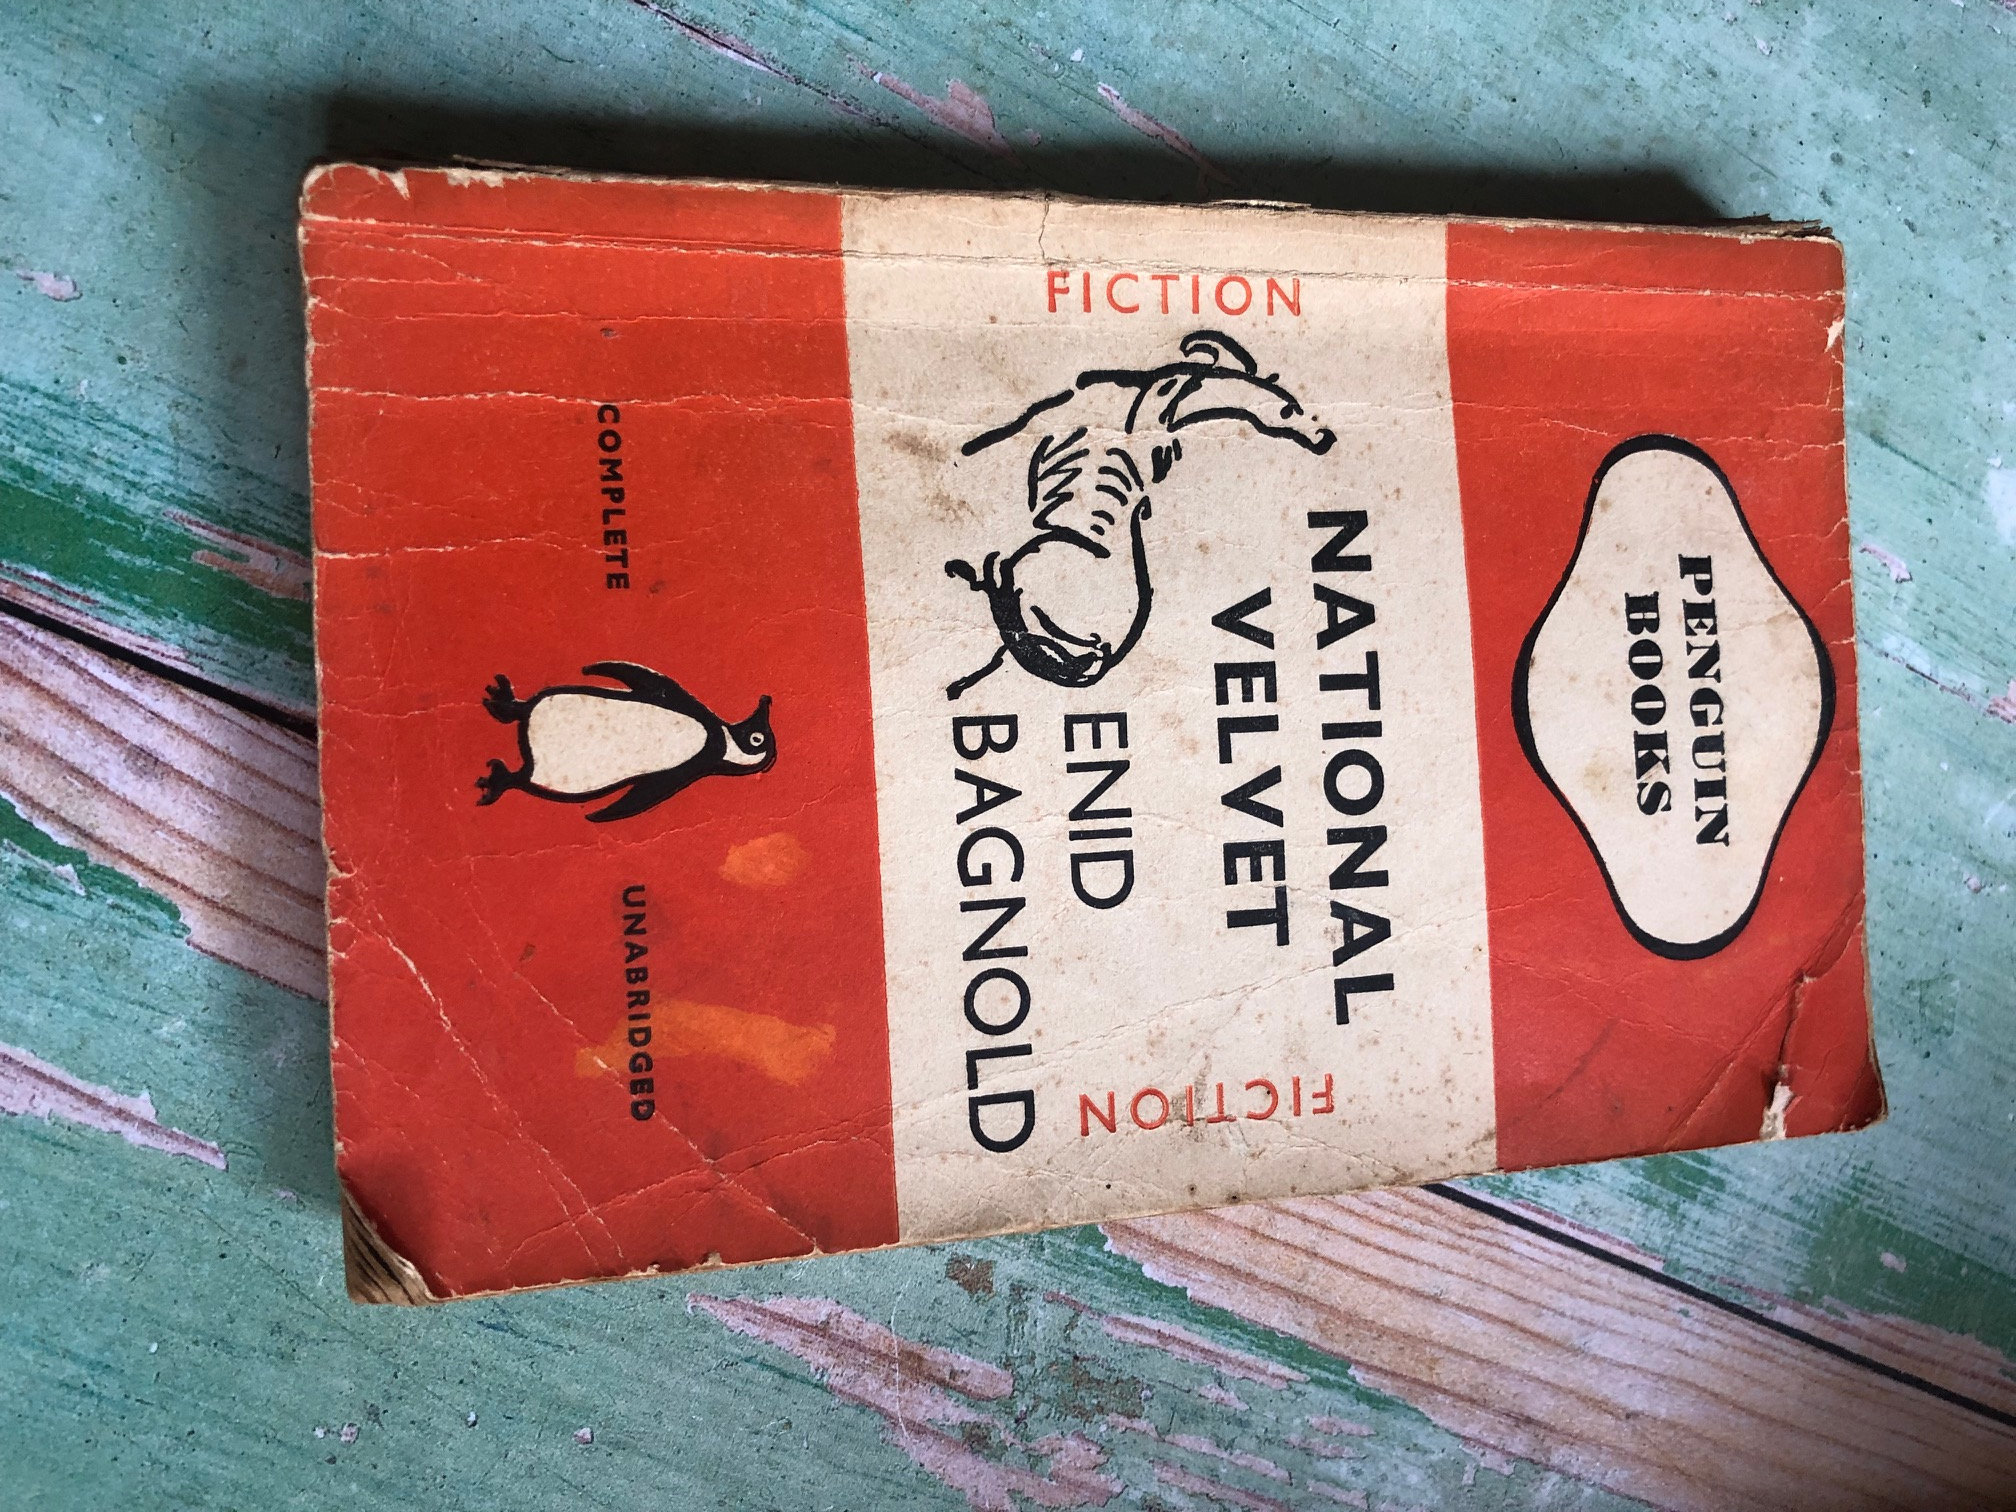 PENGUIN
BOOKS
NATIONAL
VELVET
FICTION
FICTION
ENID
BAGNOLD
COMPLETE
UNABRIDGED